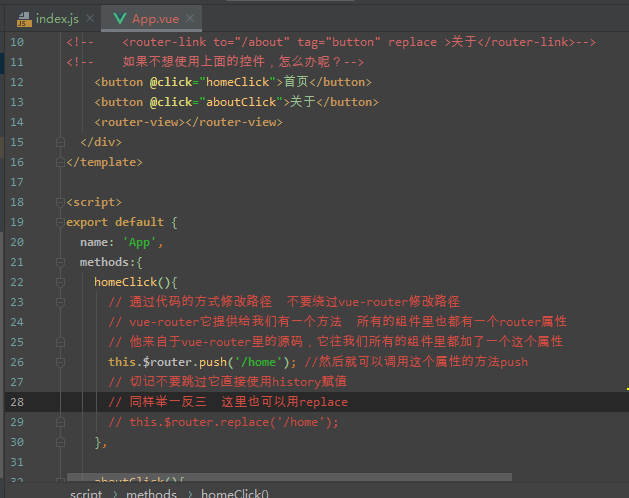 index.js App.vue
10 <!-- <router-link to="/about" tag="button" replace >关于</router-link>-->
11 <!-- 如果不想使用上面的控件，怎么办呢？-->
12 <button @click="homeClick">首页</button>
13 <button @click="aboutClick">关于</button>
14 <router-view></router-view>
15 </div>
16 </template>
17
18 <script>
19 export default {
20 name: 'App',
21 methods:{
22 homeClick(){
23 // 通过代码的方式修改路径 不要绕过vue-router修改路径
24 // vue-router它提供给我们有一个方法 所有的组件里也都有一个router属性
25 // 他来自于vue-router里的源码，它往我们所有的组件里都加了一个这个属性
26 this.$router.push('/home'); //然后就可以调用这个属性的方法push
27 // 切记不要跳过它直接使用history赋值
28 // 同样举一反三 这里也可以用replace
29 // this.$router.replace('/home');
30 },
31
32 aboutClick(){
script > methods > homeClick()